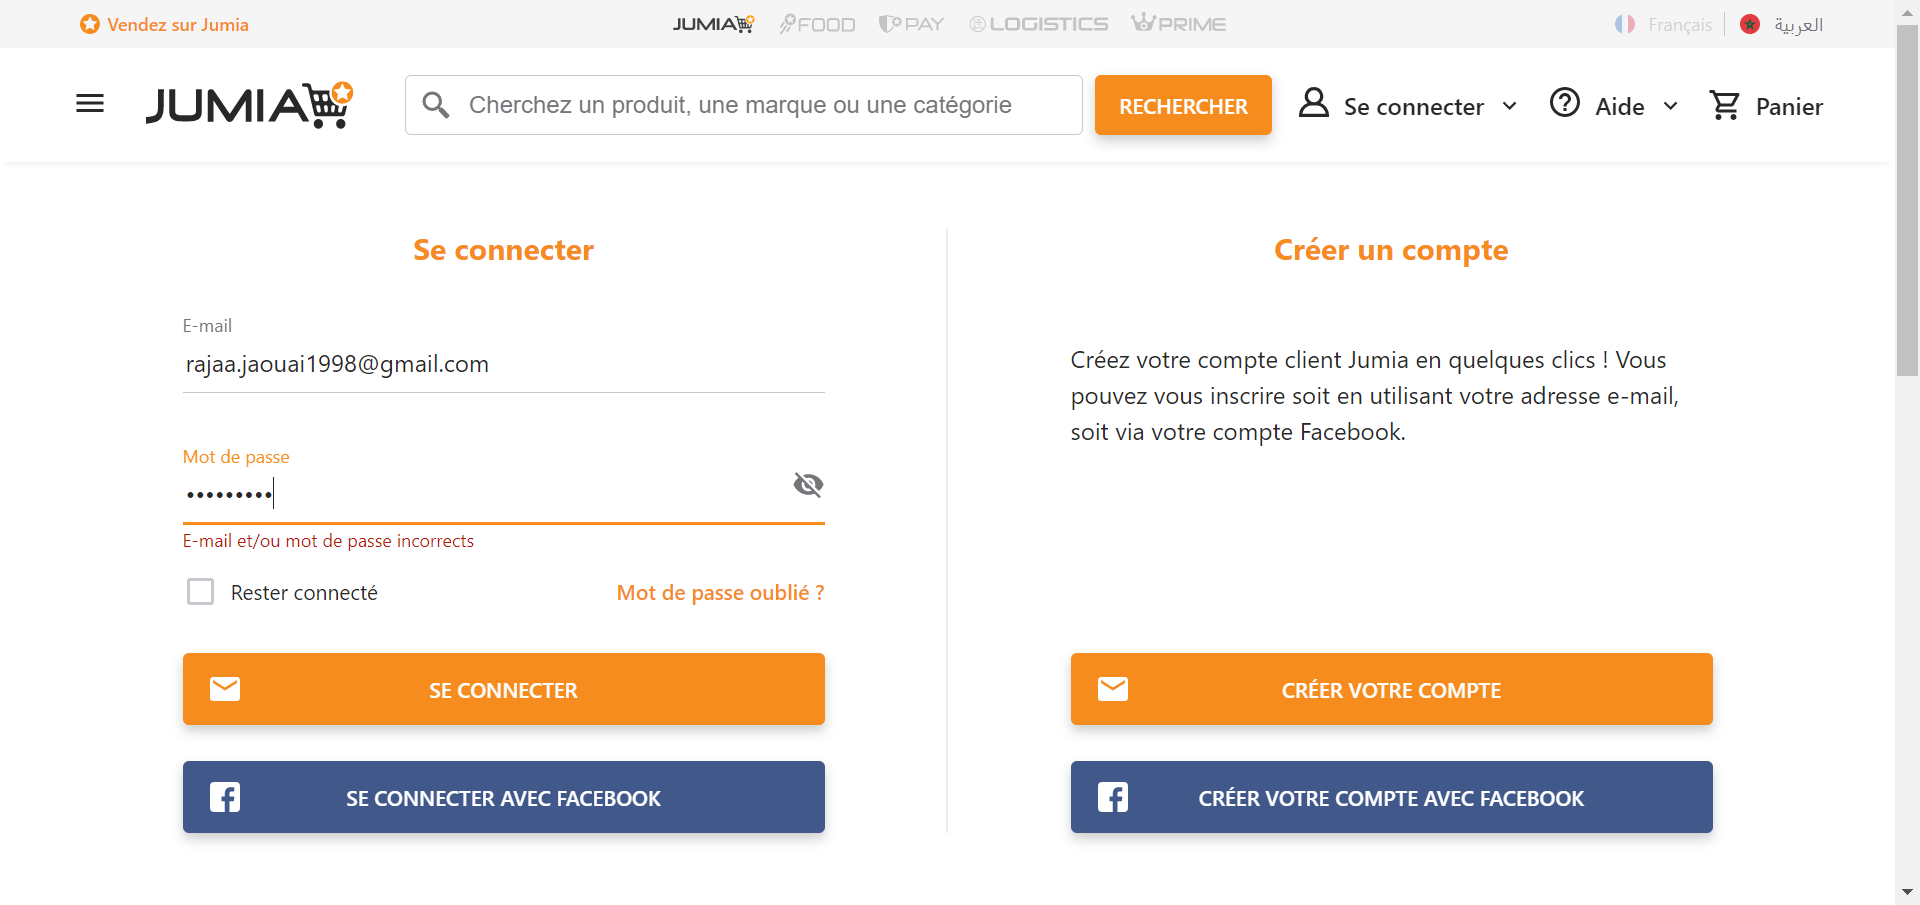 Vendez sur Jumia
JUMIA FOOD PAY LOGISTICS PRIME
Français العربية
JUMIA
Cherchez un produit, une marque ou une catégorie
RECHERCHER
Se connecter
Aide
Panier
Se connecter
E-mail
rajaa.jaouai1998@gmail.com
Mot de passe
•••••••••
E-mail et/ou mot de passe incorrects
Rester connecté
Mot de passe oublié ?
SE CONNECTER
SE CONNECTER AVEC FACEBOOK
Créer un compte
Créez votre compte client Jumia en quelques clics ! Vous
pouvez vous inscrire soit en utilisant votre adresse e-mail,
soit via votre compte Facebook.
CRÉER VOTRE COMPTE
CRÉER VOTRE COMPTE AVEC FACEBOOK